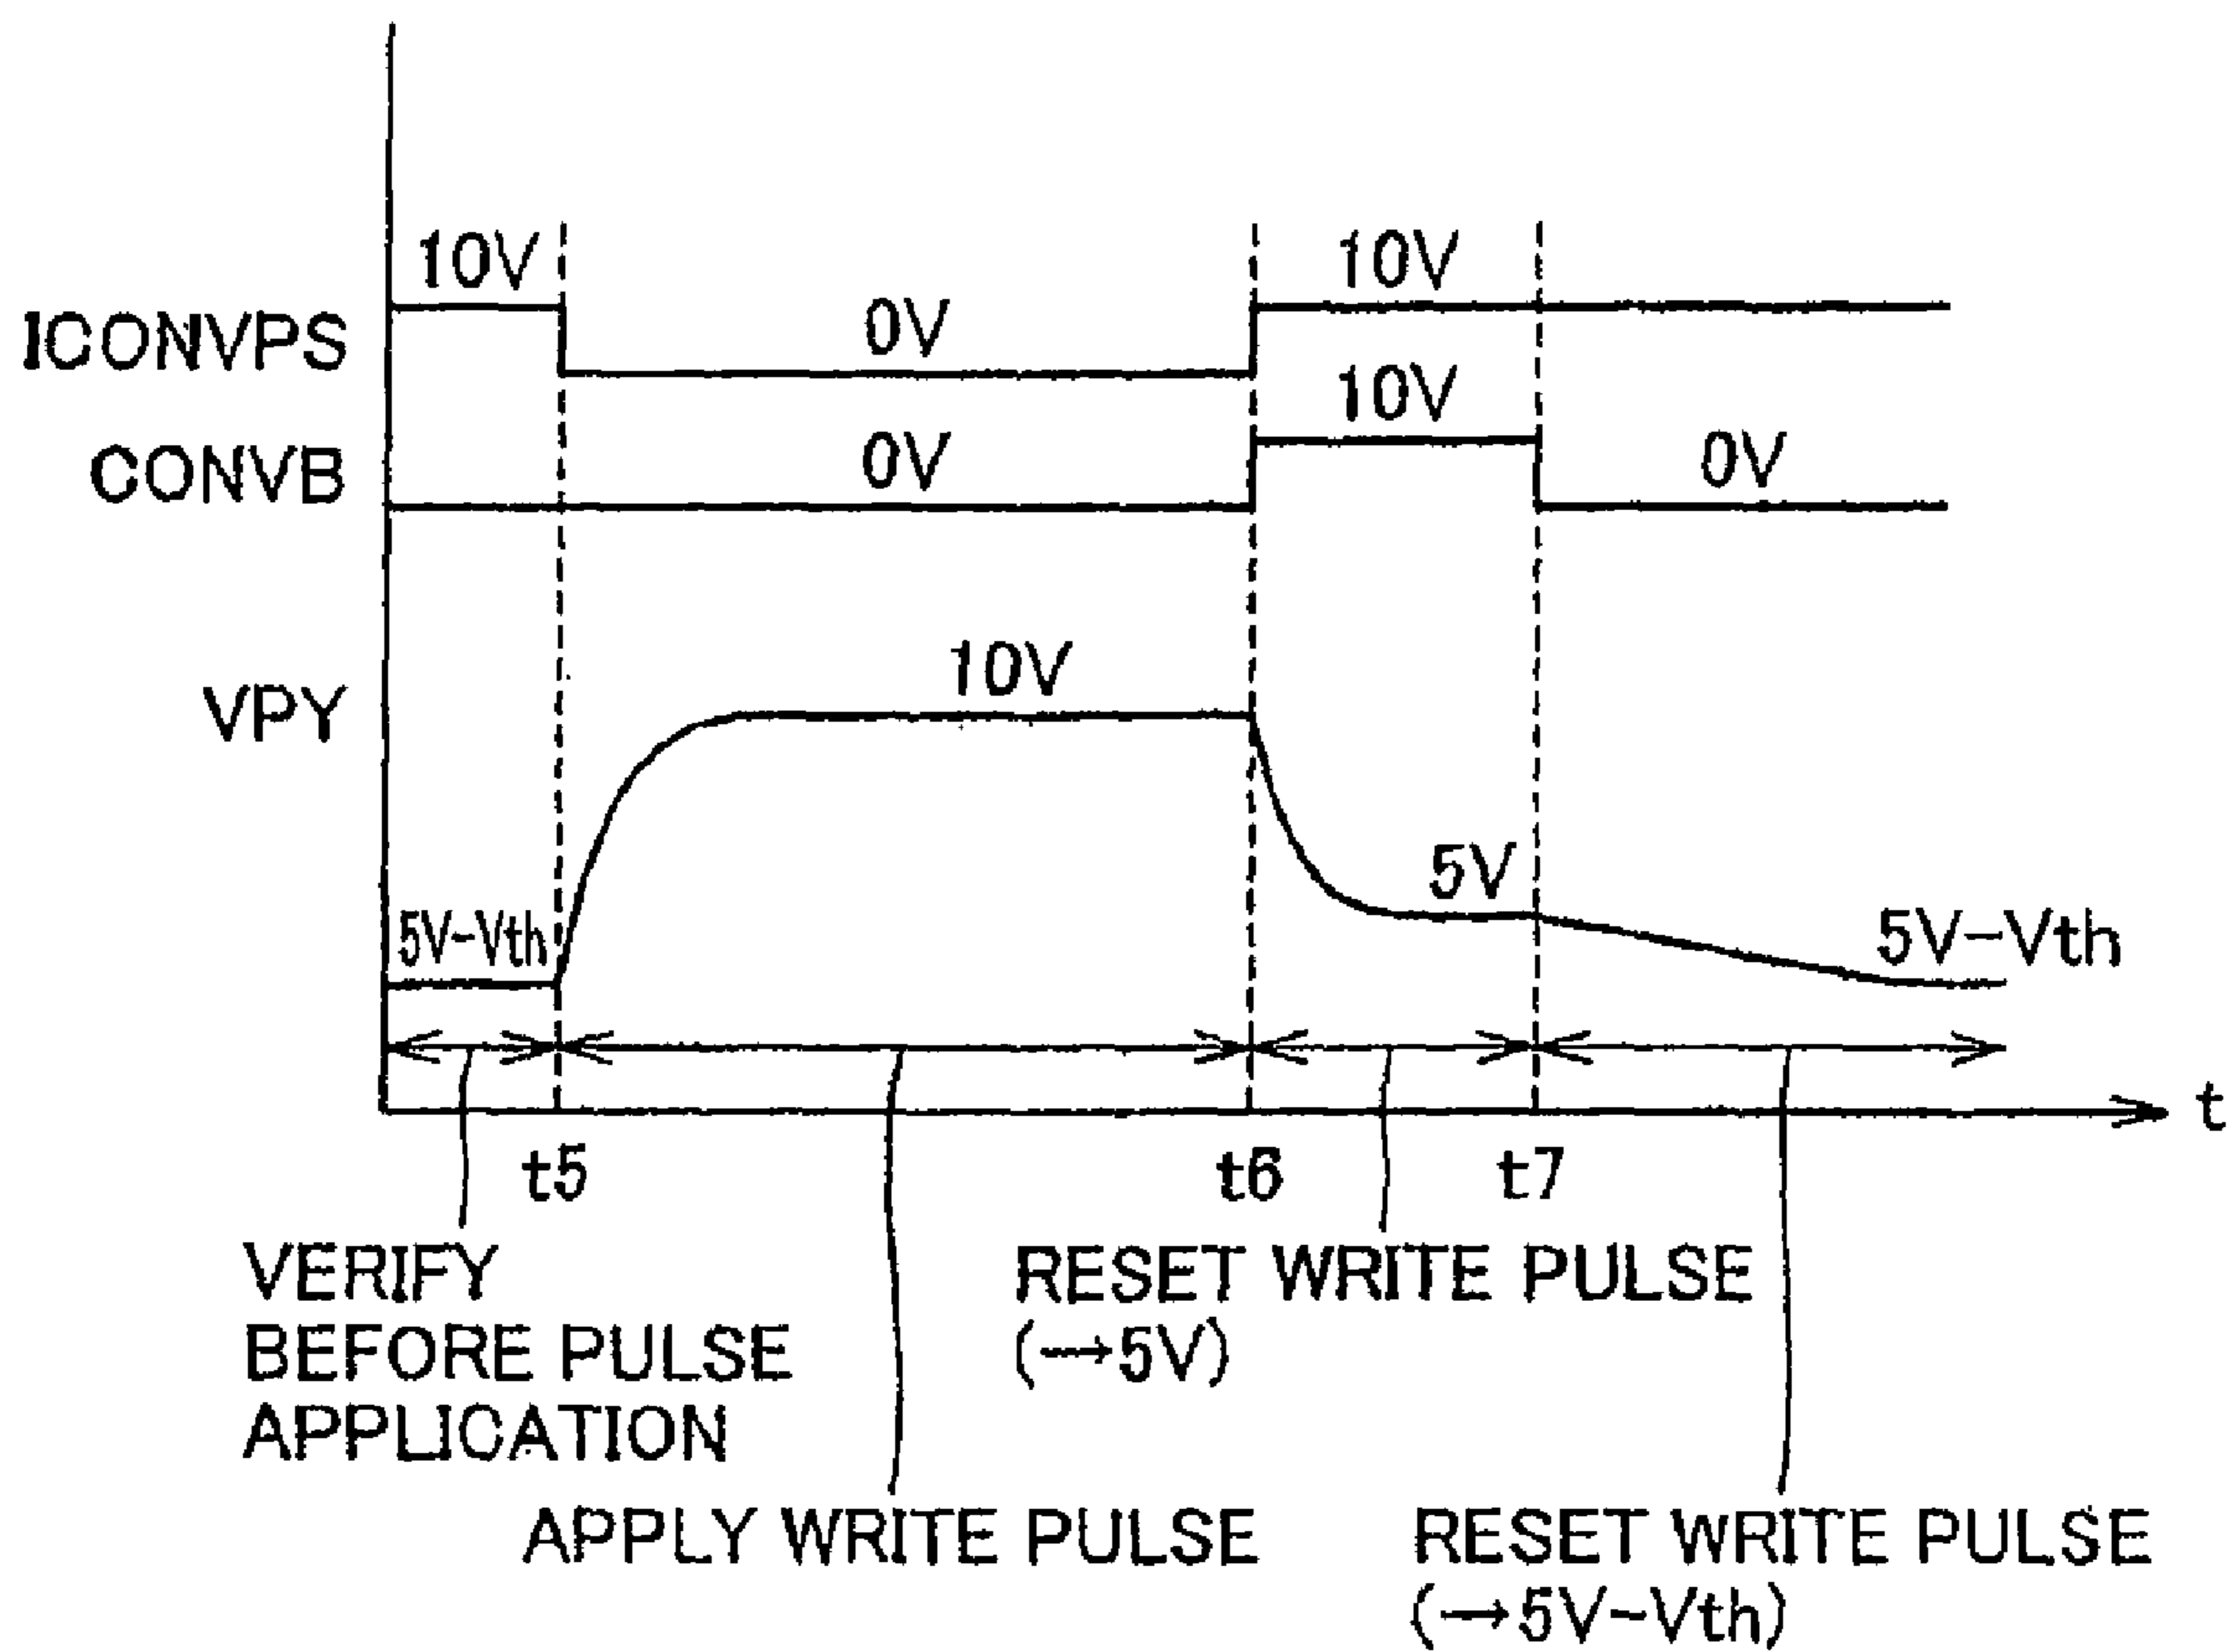 10V 10V
ICONVPS 0V
10V
CONVB 0V 0V
10V
VPY
5V
5V-Vth 5V-Vth
t
t5 t6 t7
VERIFY
BEFORE PULSE
APPLICATION
RESET WRITE PULSE
(→5V)
APPLY WRITE PULSE
RESET WRITE PULSE
(→5V-Vth)